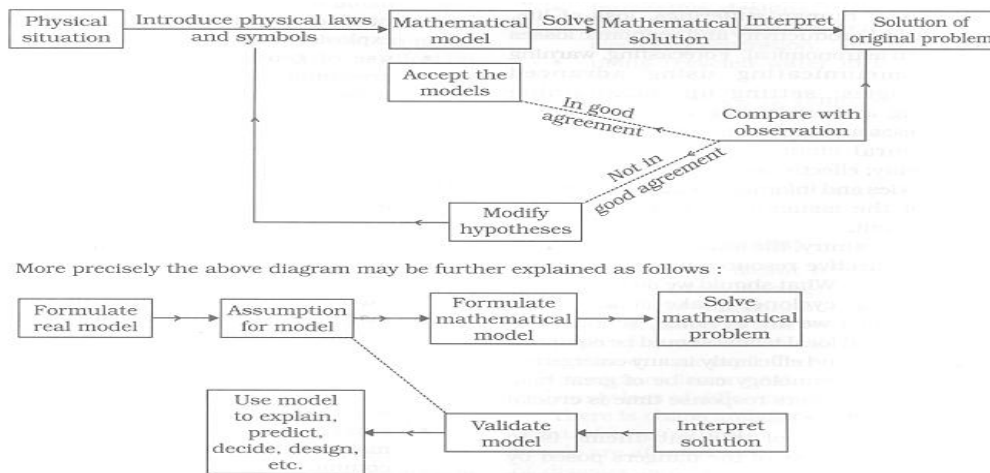 Physical
situation
Introduce physical laws
and symbols
Mathematical
model
Solve
Mathematical
solution
Interpret
Solution of
original problem
Accept the
models
In good
agreement
Compare with
observation
Not in
good agreement
Modify
hypotheses
More precisely the above diagram may be further explained as follows :
Formulate
real model
Assumption
for model
Formulate
mathematical
model
Solve
mathematical
problem
Use model
to explain,
predict,
decide, design,
etc.
Validate
model
Interpret
solution